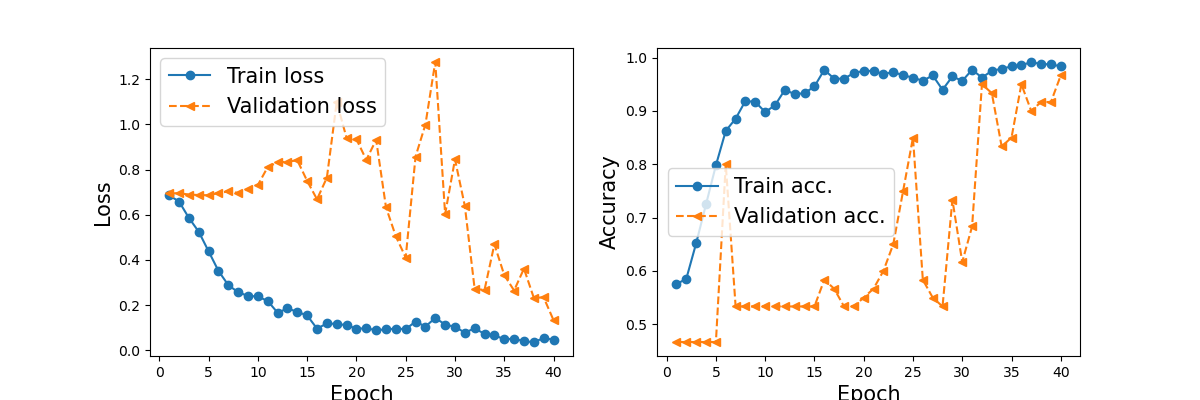 Train loss
Validation loss
Loss
1.2
1.0
0.8
0.6
0.4
0.2
0.0
0 5 10 15 20 25 30 35 40
Epoch
Train acc.
Validation acc.
Accuracy
1.0
0.9
0.8
0.7
0.6
0.5
0 5 10 15 20 25 30 35 40
Epoch